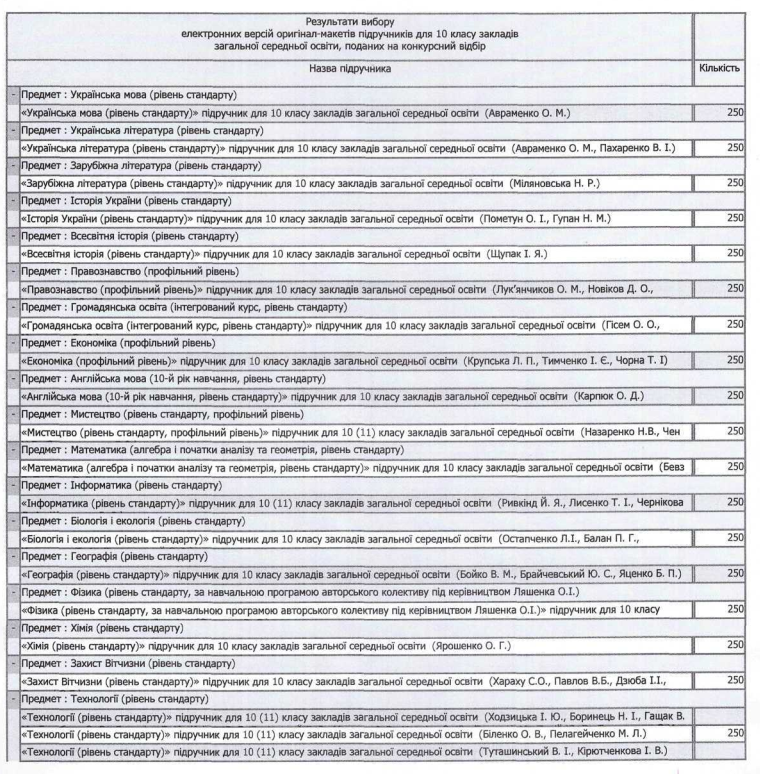 Результати вибору
електронних версій оригінал-макетів підручників для 10 класу закладів
загальної середньої освіти, поданих на конкурсний відбір
Назва підручника Кількість
- Предмет : Українська мова (рівень стандарту)
«Українська мова (рівень стандарту)» підручник для 10 класу закладів загальної середньої освіти (Авраменко О. М.) 250
- Предмет : Українська література (рівень стандарту)
«Українська література (рівень стандарту)» підручник для 10 класу закладів загальної середньої освіти (Авраменко О. М., Пахаренко В. І.) 250
- Предмет : Зарубіжна література (рівень стандарту)
«Зарубіжна література (рівень стандарту)» підручник для 10 класу закладів загальної середньої освіти (Міляновська Н. Р.) 250
- Предмет : Історія України (рівень стандарту)
«Історія України (рівень стандарту)» підручник для 10 класу закладів загальної середньої освіти (Пометун О. І., Гупан Н. М.) 250
- Предмет : Всесвітня історія (рівень стандарту)
«Всесвітня історія (рівень стандарту)» підручник для 10 класу закладів загальної середньої освіти (Щупак І. Я.) 250
- Предмет : Правознавство (профільний рівень)
«Правознавство (профільний рівень)» підручник для 10 класу закладів загальної середньої освіти (Лук'янчиков О. М., Новіков Д. О., 250
- Предмет : Громадянська освіта (інтегрований курс, рівень стандарту)
«Громадянська освіта (інтегрований курс, рівень стандарту)» підручник для 10 класу закладів загальної середньої освіти (Гісем О. О., 250
- Предмет : Економіка (профільний рівень)
«Економіка (профільний рівень)» підручник для 10 класу закладів загальної середньої освіти (Крупська Л. П., Тимченко І. Є., Чорна Т. І) 250
- Предмет : Англійська мова (10-й рік навчання, рівень стандарту)
«Англійська мова (10-й рік навчання, рівень стандарту)» підручник для 10 класу закладів загальної середньої освіти (Карпюк О. Д.) 250
- Предмет : Мистецтво (рівень стандарту, профільний рівень)
«Мистецтво (рівень стандарту, профільний рівень)» підручник для 10 (11) класу закладів загальної середньої освіти (Назаренко Н.В., Чен 250
- Предмет : Математика (алгебра і початки аналізу та геометрія, рівень стандарту)
«Математика (алгебра і початки аналізу та геометрія, рівень стандарту)» підручник для 10 класу закладів загальної середньої освіти (Бевз 250
- Предмет : Інформатика (рівень стандарту)
«Інформатика (рівень стандарту)» підручник для 10 (11) класу закладів загальної середньої освіти (Ривкінд Й. Я., Лисенко Т. І., Чернікова 250
- Предмет : Біологія і екологія (рівень стандарту)
«Біологія і екологія (рівень стандарту)» підручник для 10 класу закладів загальної середньої освіти (Остапченко Л.І., Балан П. Г., 250
- Предмет : Географія (рівень стандарту)
«Географія (рівень стандарту)» підручник для 10 класу закладів загальної середньої освіти (Бойко В. М., Брайчевський Ю. С., Яценко Б. П.) 250
- Предмет : Фізика (рівень стандарту, за навчальною програмою авторського колективу під керівництвом Ляшенка О.І.)
«Фізика (рівень стандарту, за навчальною програмою авторського колективу під керівництвом Ляшенка О.І.)» підручник для 10 класу 250
- Предмет : Хімія (рівень стандарту)
«Хімія (рівень стандарту)» підручник для 10 класу закладів загальної середньої освіти (Ярошенко О. Г.) 250
- Предмет : Захист Вітчизни (рівень стандарту)
«Захист Вітчизни (рівень стандарту)» підручник для 10 класу закладів загальної середньої освіти (Хараху С.О., Павлов В.Б., Дзюба І.І., 250
- Предмет : Технології (рівень стандарту)
«Технології (рівень стандарту)» підручник для 10 (11) класу закладів загальної середньої освіти (Ходзицька І. Ю., Боринець Н. І., Гащак В.
«Технології (рівень стандарту)» підручник для 10 (11) класу закладів загальної середньої освіти (Біленко О. В., Пелагейченко М. Л.) 250
«Технології (рівень стандарту)» підручник для 10 (11) класу закладів загальної середньої освіти (Туташинський В. І., Кірютченкова І. В.)